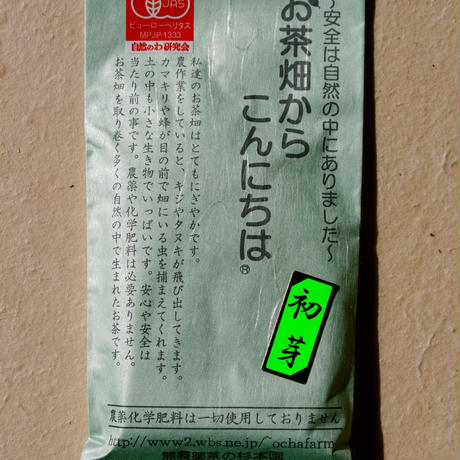 JAS
ビューローベリタス
MPJP 1333
自然のわ研究会
～安全は自然の中にありました～
お茶畑から
こんにちは®
私達のお茶畑はとてもにぎやかです。
農作業をしていると、キジやタヌキが飛び出してきます。
カマキリや蜂が目の前で畑にいる虫を捕まえてくれます。
土の中も小さな生き物でいっぱいです。安心や安全は
当たり前の事です。農薬や化学肥料は必要ありません。
お茶畑を取り巻く多くの自然の中で生まれたお茶です。
初芽
農薬化学肥料は一切使用しておりません
http://www2.wbs.ne.jp/~ochafarm
無農薬茶の杉本園